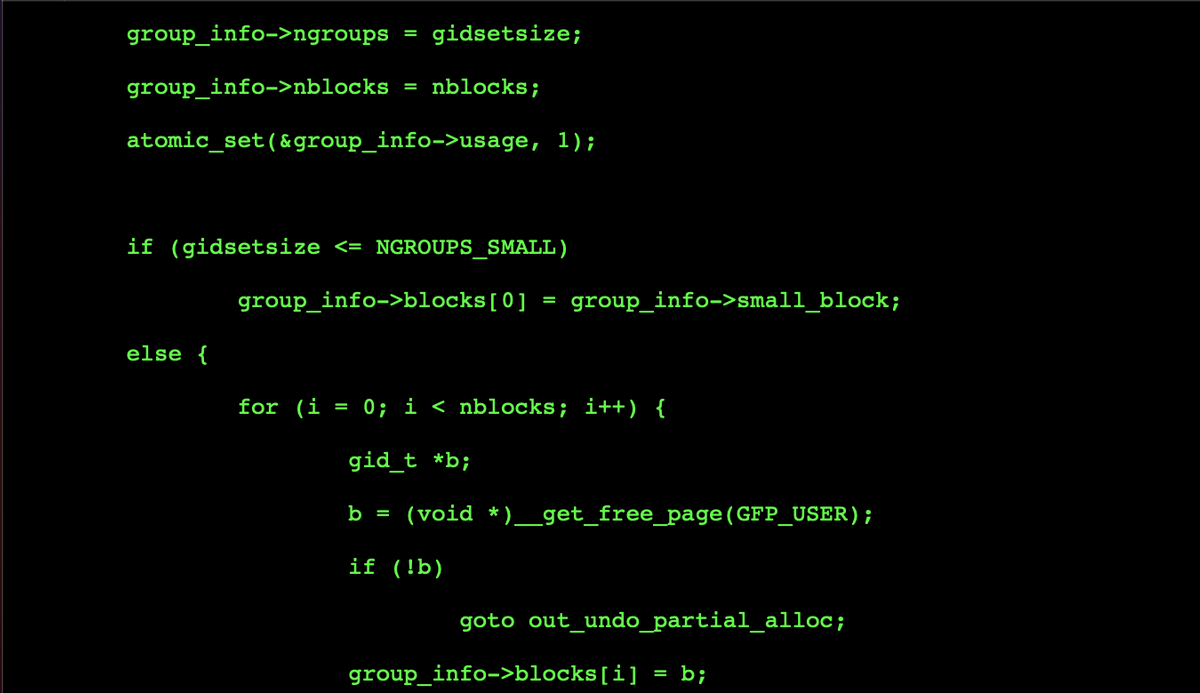 group_info->ngroups = gidsetsize;
group_info->nblocks = nblocks;
atomic_set(&group_info->usage, 1);
if (gidsetsize <= NGROUPS_SMALL)
group_info->blocks[0] = group_info->small_block;
else {
for (i = 0; i < nblocks; i++) {
gid_t *b;
b = (void *)__get_free_page(GFP_USER);
if (!b)
goto out_undo_partial_alloc;
group_info->blocks[i] = b;